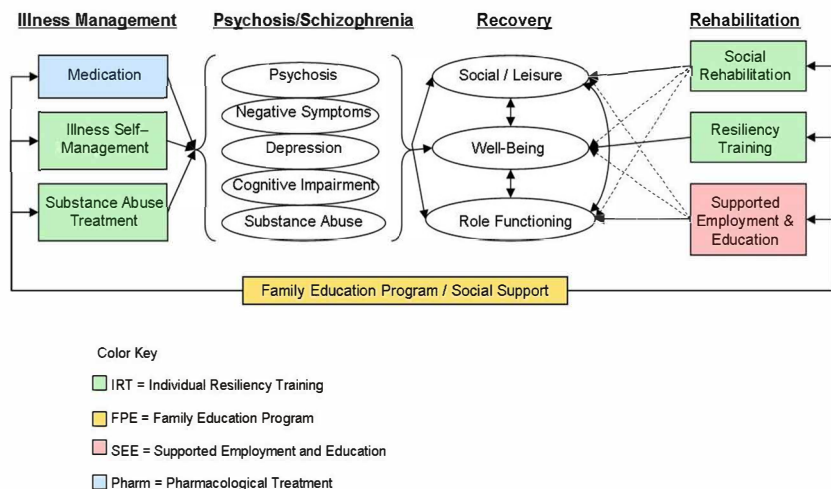 Illness Management
Psychosis/Schizophrenia
Recovery
Rehabilitation
Medication
Illness Self–
Management
Substance Abuse
Treatment
Psychosis
Negative Symptoms
Depression
Cognitive Impairment
Substance Abuse
Social / Leisure
Well-Being
Role Functioning
Social
Rehabilitation
Resiliency
Training
Supported
Employment &
Education
Family Education Program / Social Support
Color Key
IRT = Individual Resiliency Training
FPE = Family Education Program
SEE = Supported Employment and Education
Pharm = Pharmacological Treatment